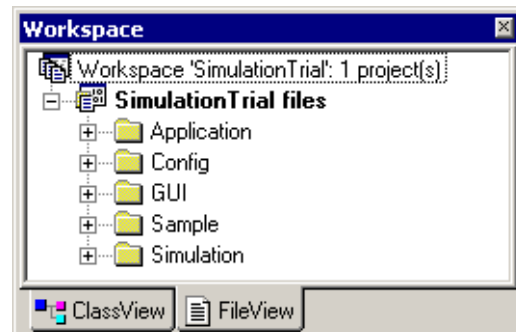 Workspace
Workspace 'SimulationTrial': 1 project(s)
SimulationTrial files
Application
Config
GUI
Sample
Simulation
ClassView FileView